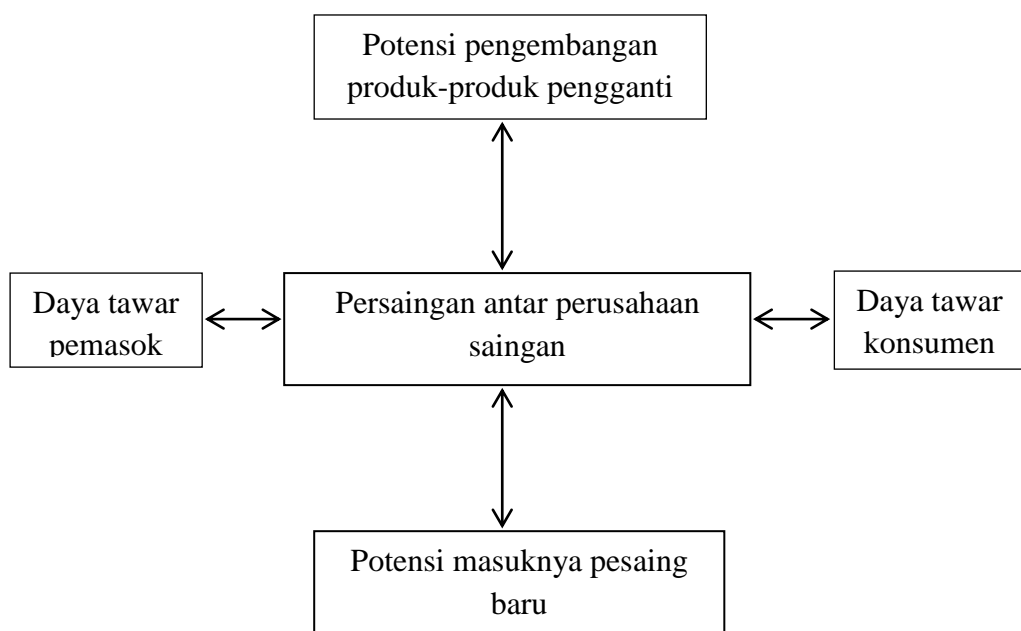 Potensi pengembangan
produk-produk pengganti
Daya tawar
pemasok
Persaingan antar perusahaan
saingan
Daya tawar
konsumen
Potensi masuknya pesaing
baru